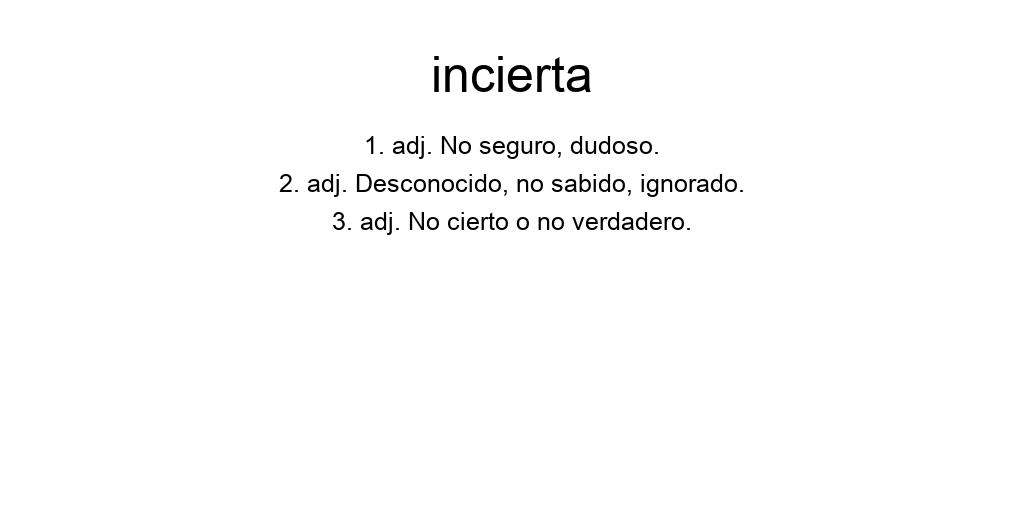 incierta
1. adj. No seguro, dudoso.
2. adj. Desconocido, no sabido, ignorado.
3. adj. No cierto o no verdadero.